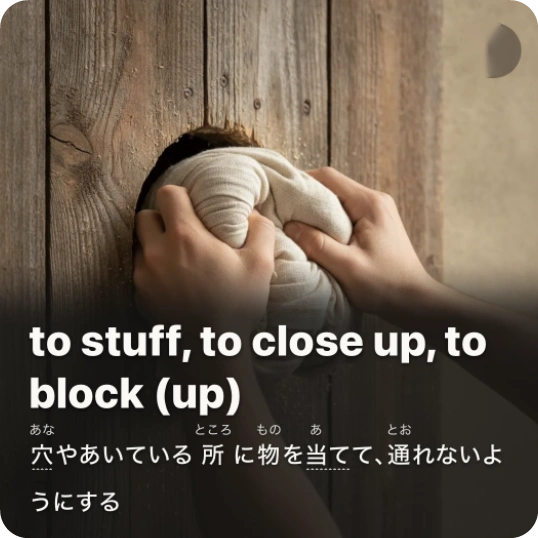 to stuff, to close up, to
block (up)
あな ところ もの あ とお
穴やあいている所に物を当てて、通れないよ
うにする